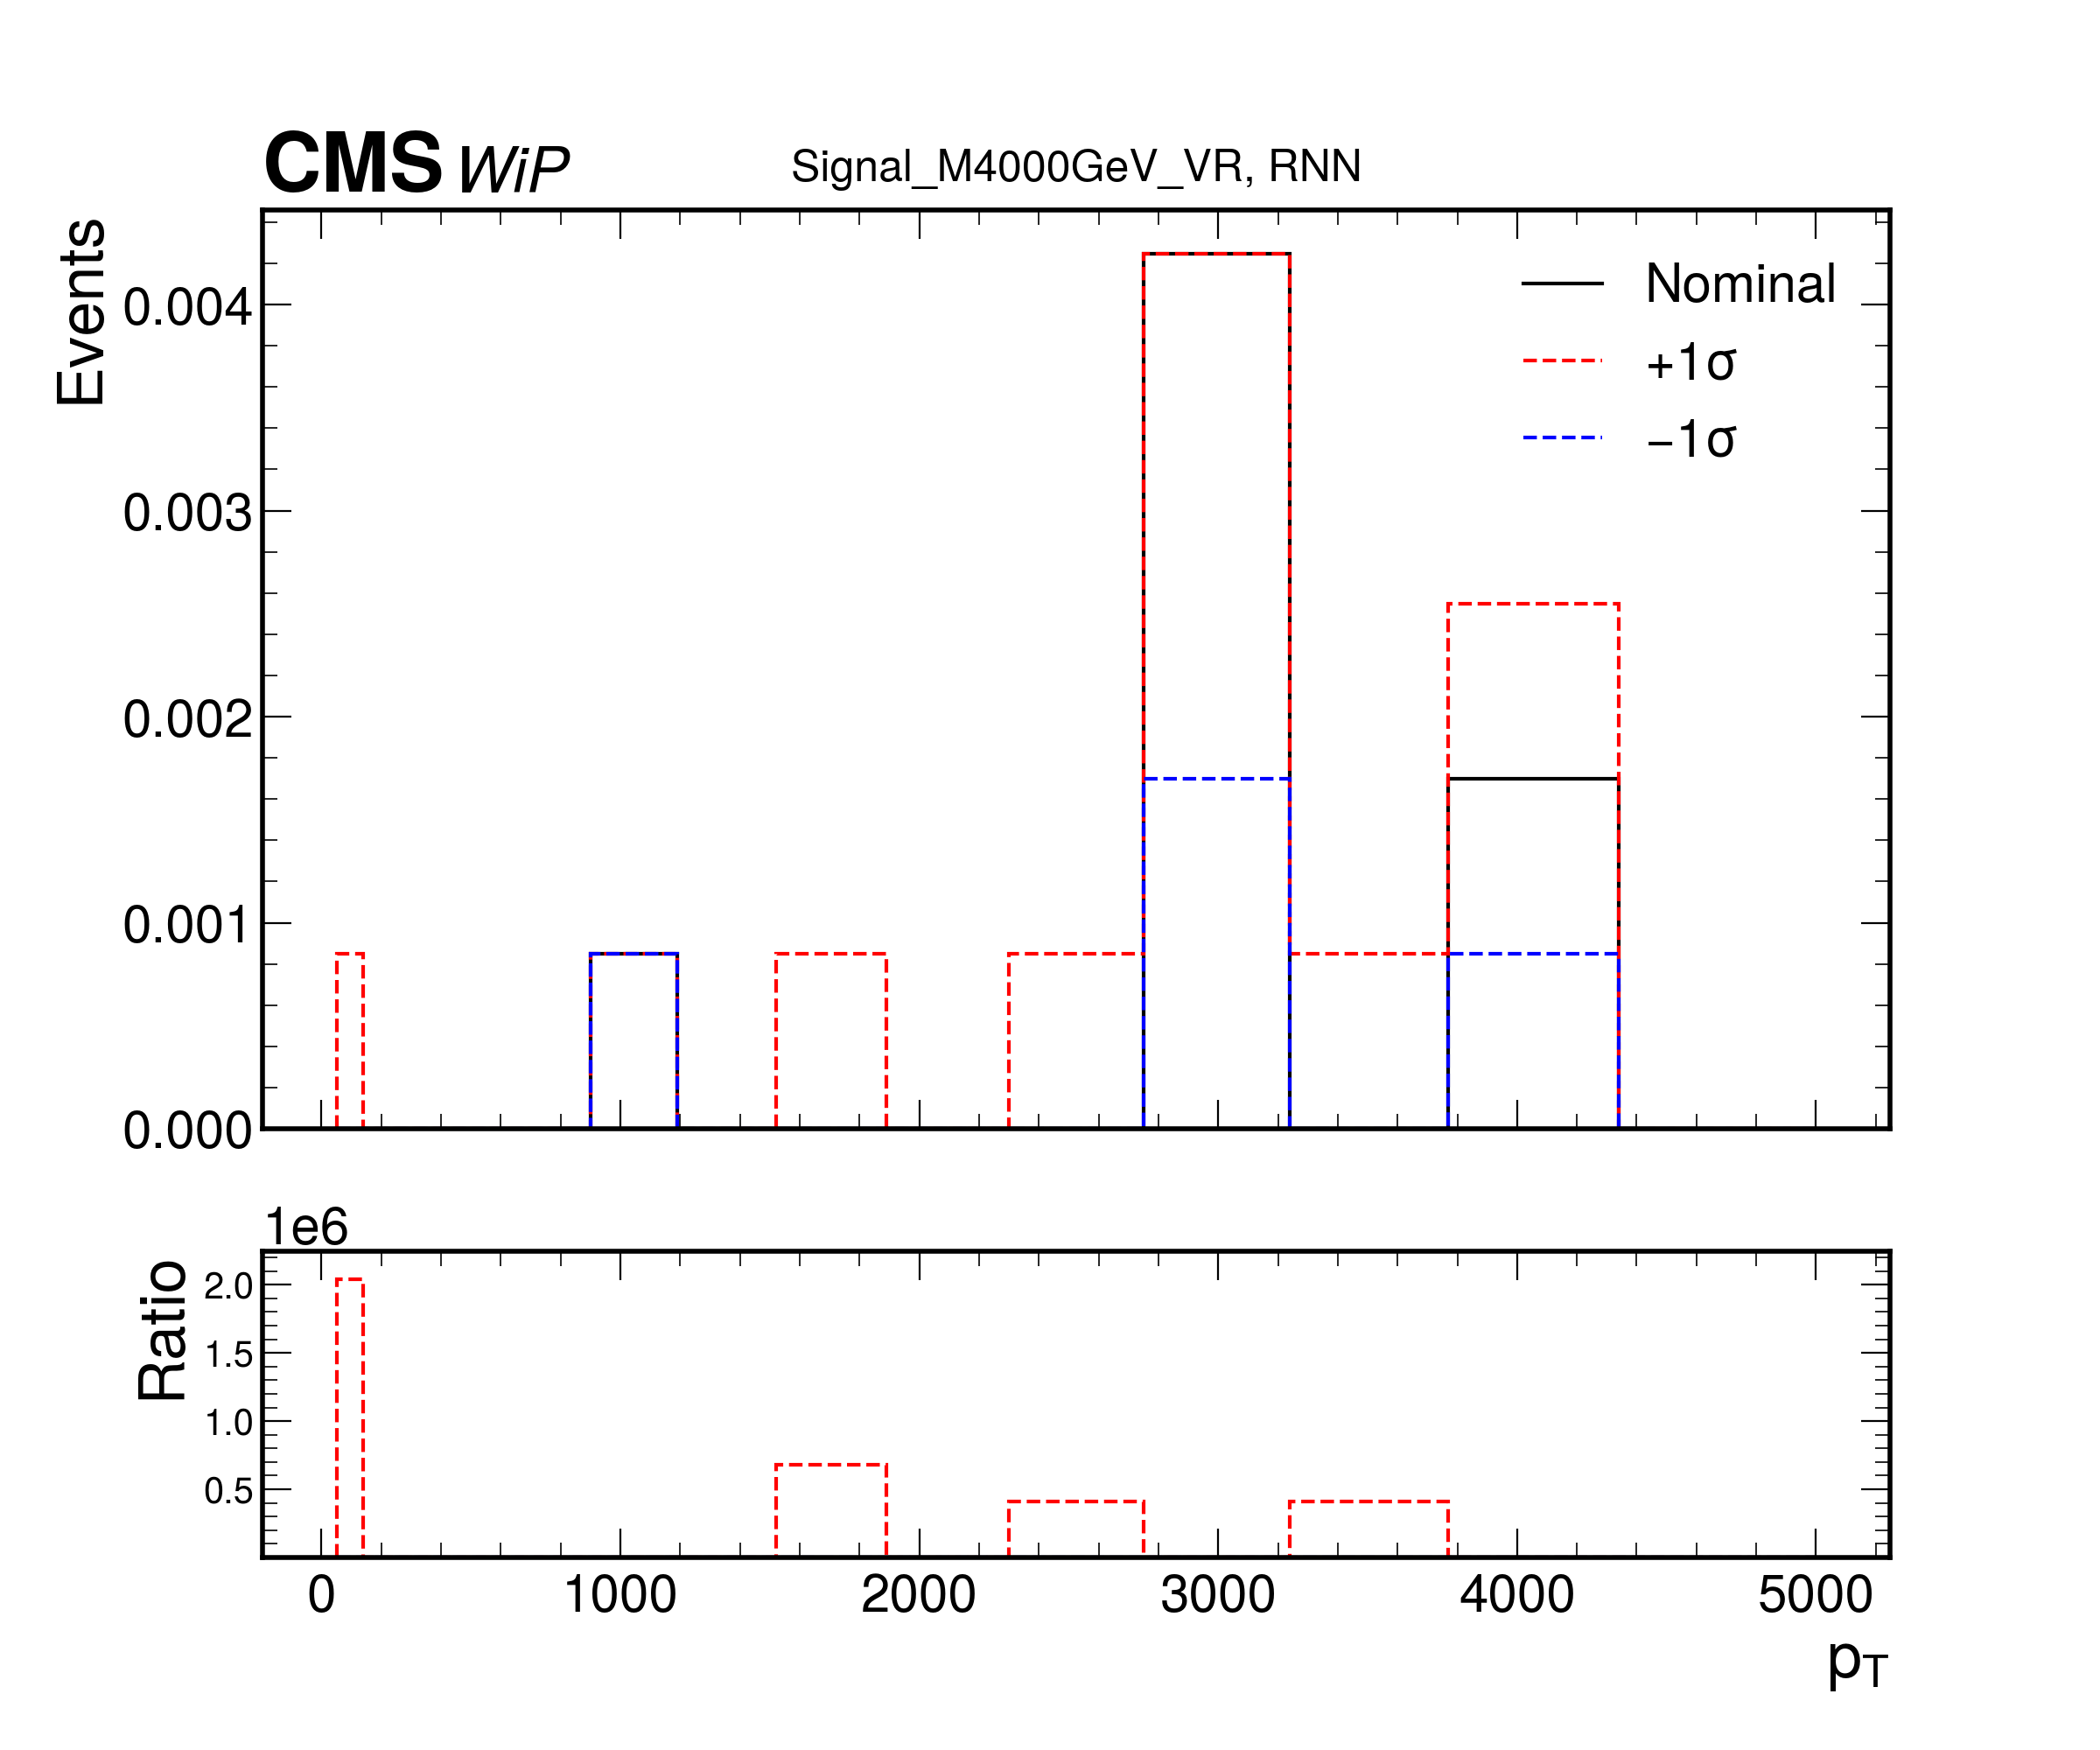 CMS WiP
Signal_M4000GeV_VR, RNN
Events
0.004
0.003
0.002
0.001
0.000
Nominal
+1σ
−1σ
1e6
Ratio
2.0
1.5
1.0
0.5
0 1000 2000 3000 4000 5000
pT